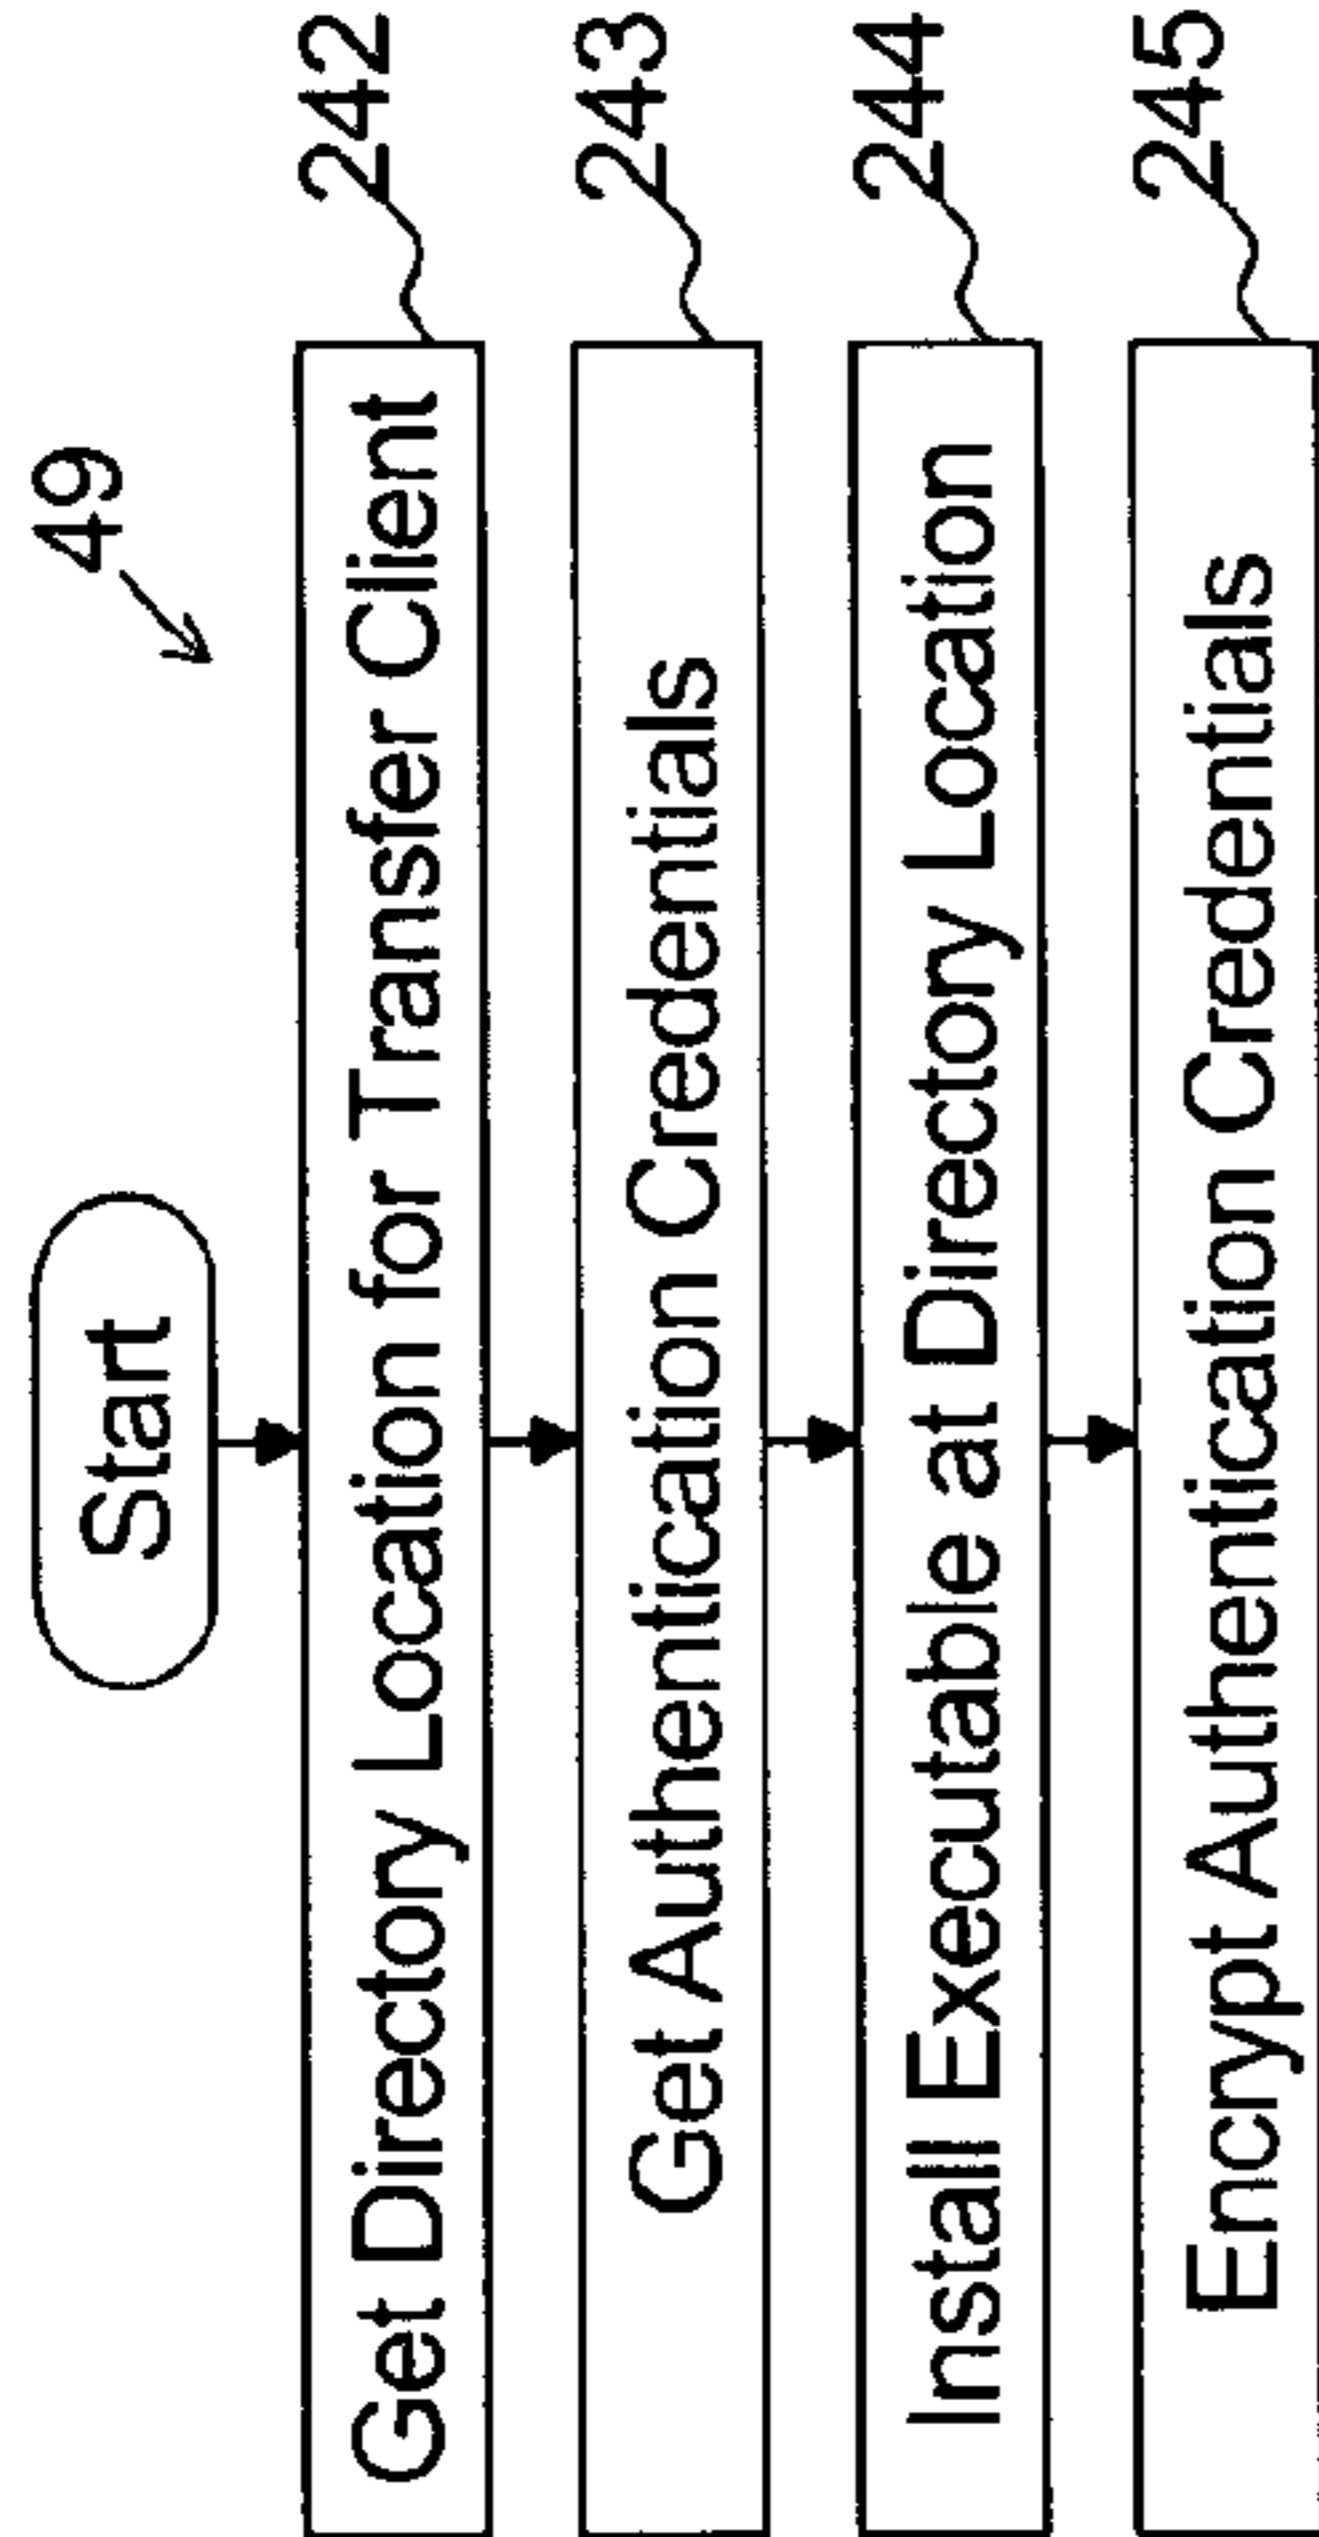 49
Start
Get Directory Location for Transfer Client
242
Get Authentication Credentials
243
Install Executable at Directory Location
244
Encrypt Authentication Credentials
245